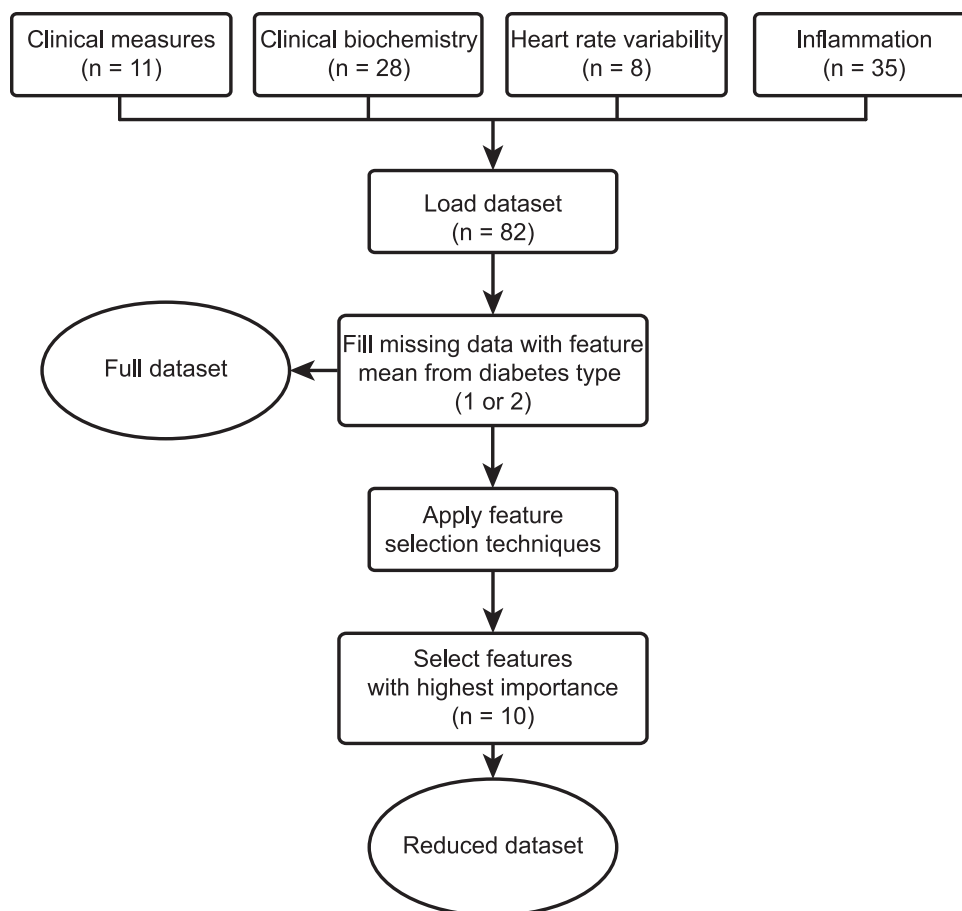 Clinical measures
(n = 11)
Clinical biochemistry
(n = 28)
Heart rate variability
(n = 8)
Inflammation
(n = 35)
Load dataset
(n = 82)
Full dataset
Fill missing data with feature
mean from diabetes type
(1 or 2)
Apply feature
selection techniques
Select features
with highest importance
(n = 10)
Reduced dataset